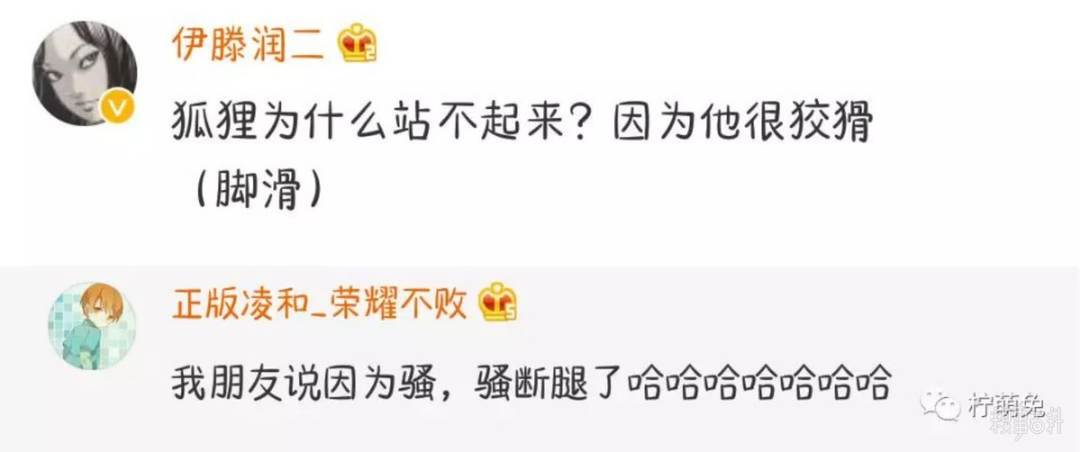 伊滕润二
狐狸为什么站不起来？因为他很狡猾
（脚滑）
正版凌和_荣耀不败
我朋友说因为骚，骚断腿了哈哈哈哈哈哈哈
柠萌兔